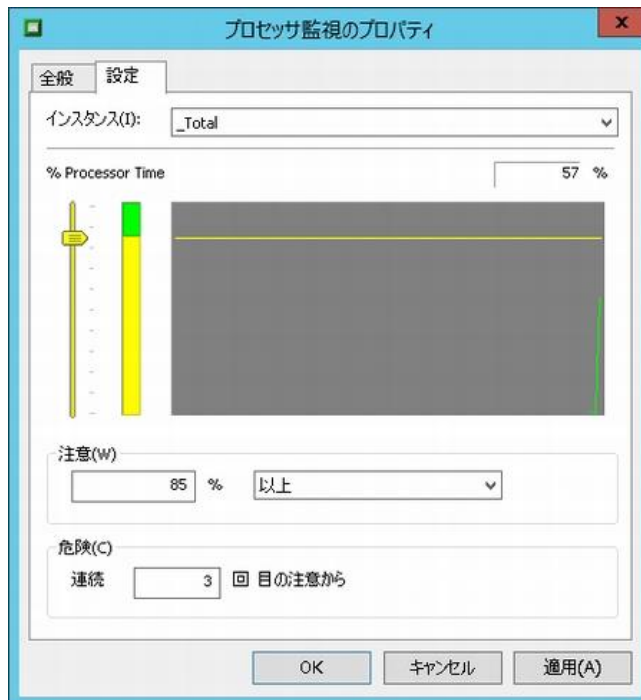 プロセッサ監視のプロパティ
x
全般 設定
インスタンス(I): _Total
% Processor Time 57 %
注意(W)
85 % 以上
危険(C)
連続 3 回 目の注意から
OK キャンセル 適用(A)